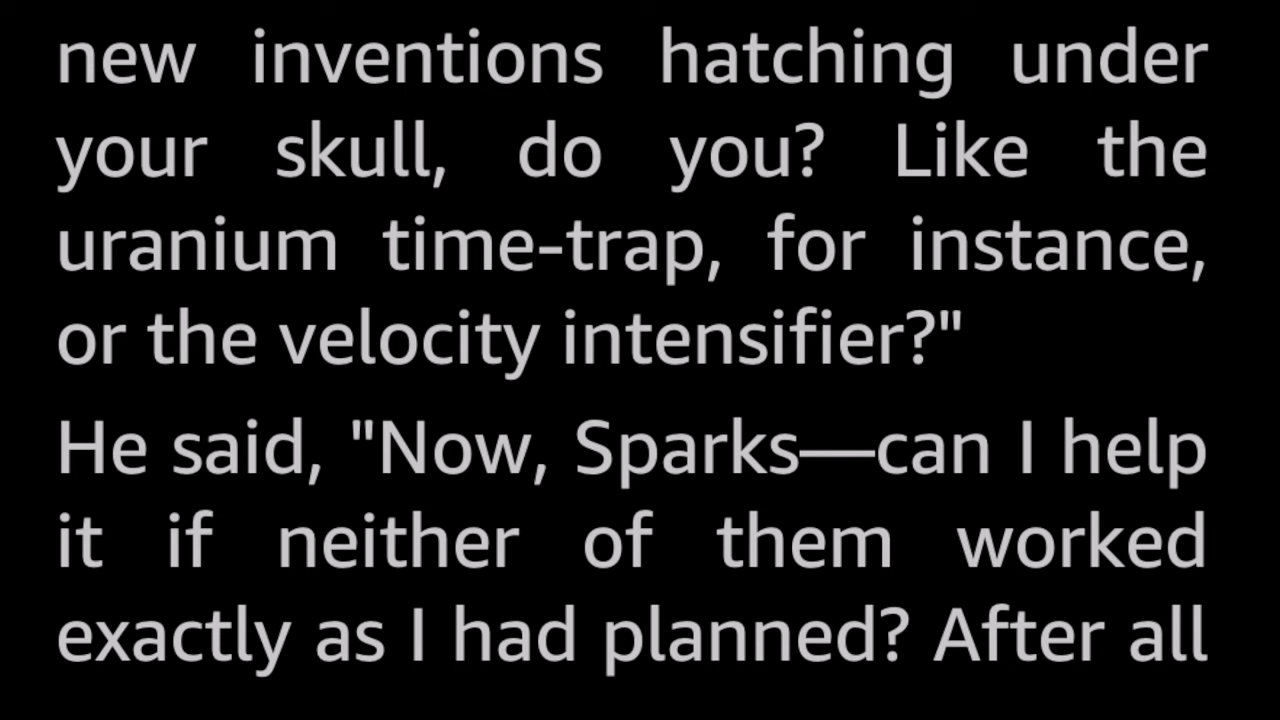 new inventions hatching under
your skull, do you? Like the
uranium time-trap, for instance,
or the velocity intensifier?"
He said, "Now, Sparks—can I help
it if neither of them worked
exactly as I had planned? After all